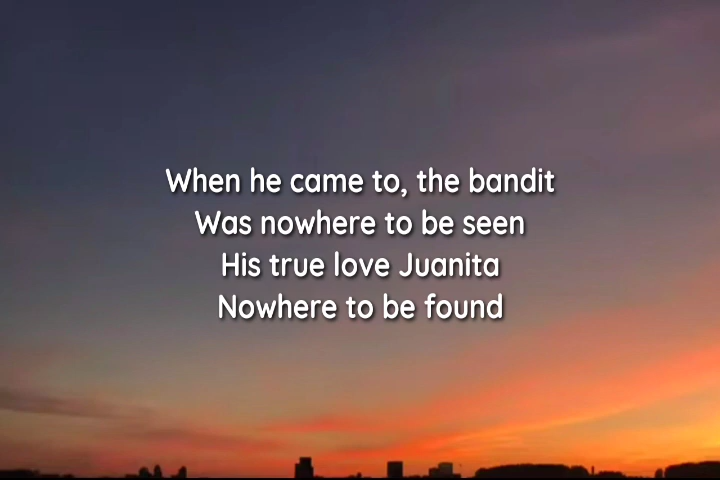 When he came to, the bandit
Was nowhere to be seen
His true love Juanita
Nowhere to be found